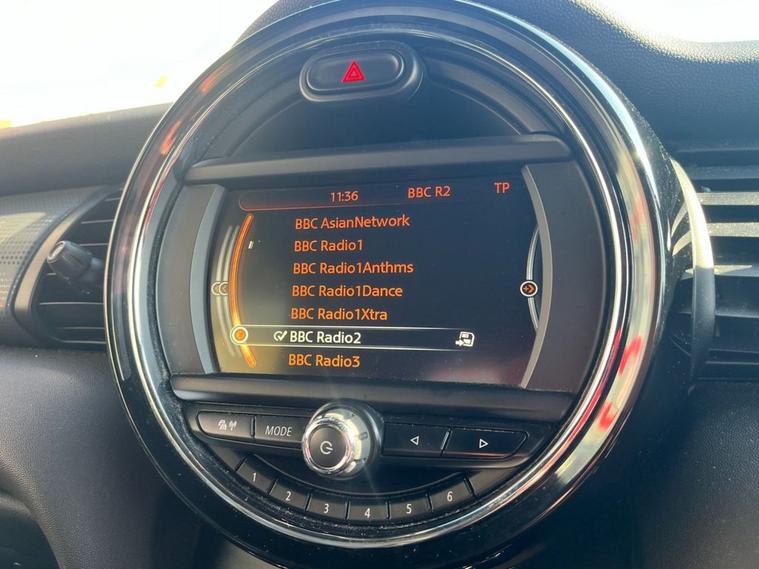 11:36 BBC R2 TP
BBC AsianNetwork
BBC Radio1
BBC Radio1Anthms
BBC Radio1Dance
BBC Radio1Xtra
BBC Radio2
BBC Radio3
MODE
1 2 3 4 5 6